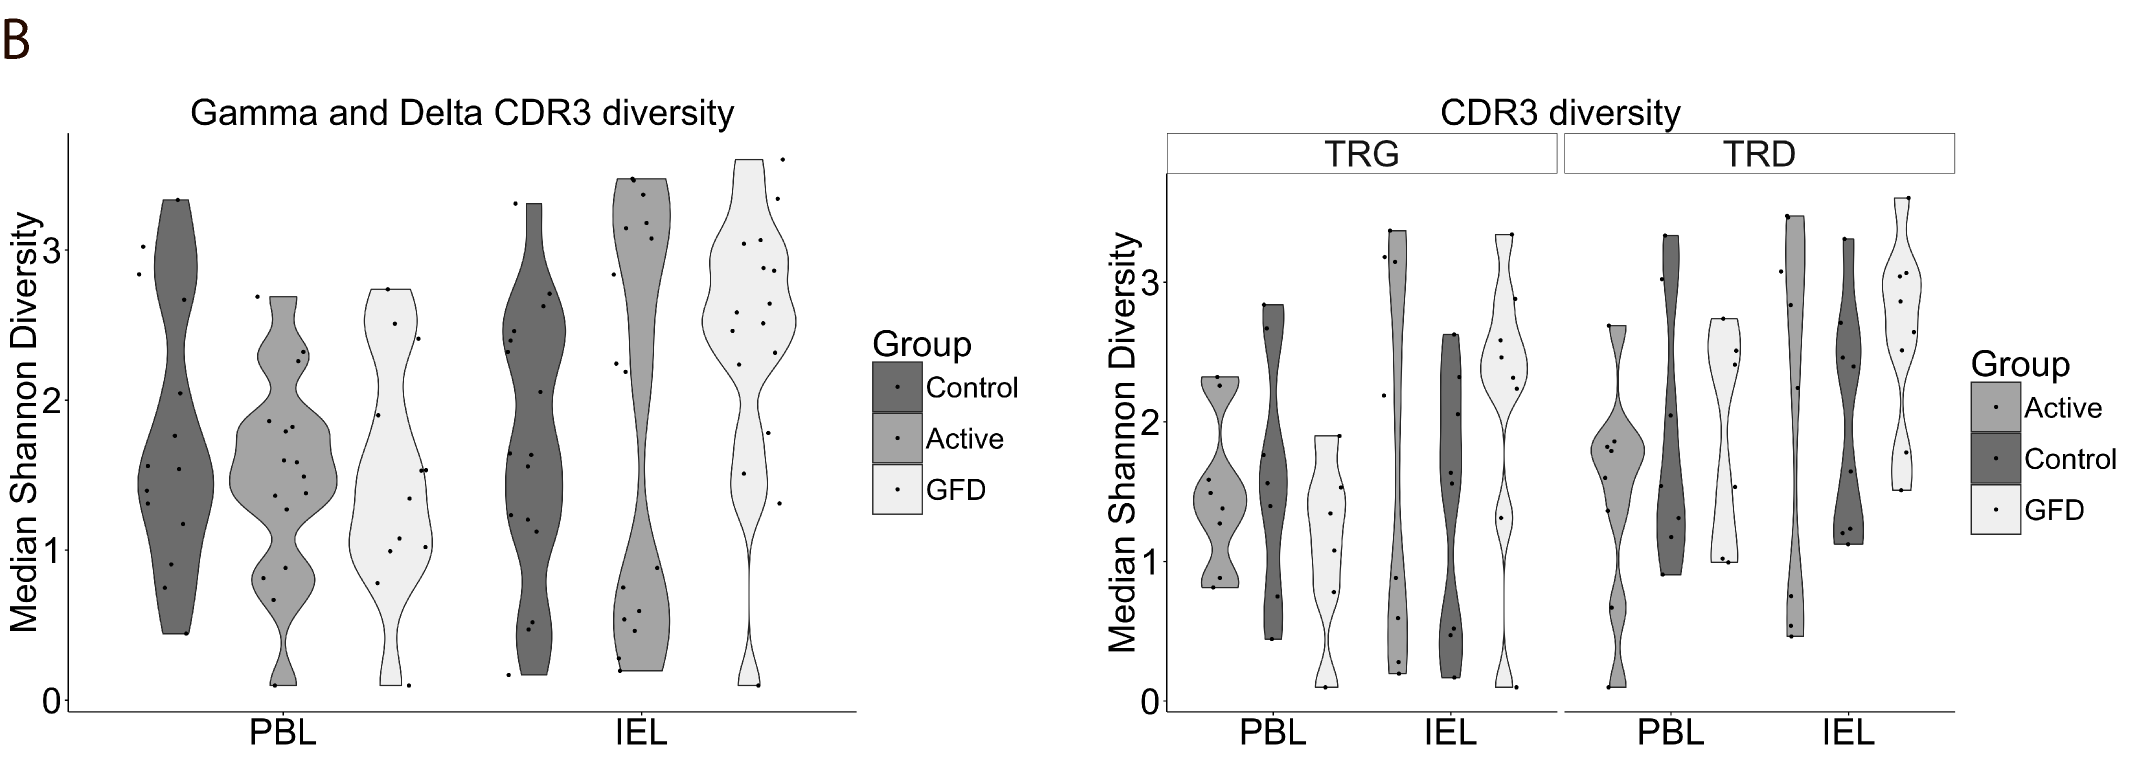 B
Gamma and Delta CDR3 diversity
Median Shannon Diversity
3
2
1
0
PBL
IEL
Group
Control
Active
GFD
CDR3 diversity
TRG
TRD
Median Shannon Diversity
3
2
1
0
PBL
IEL
PBL
IEL
Group
Active
Control
GFD